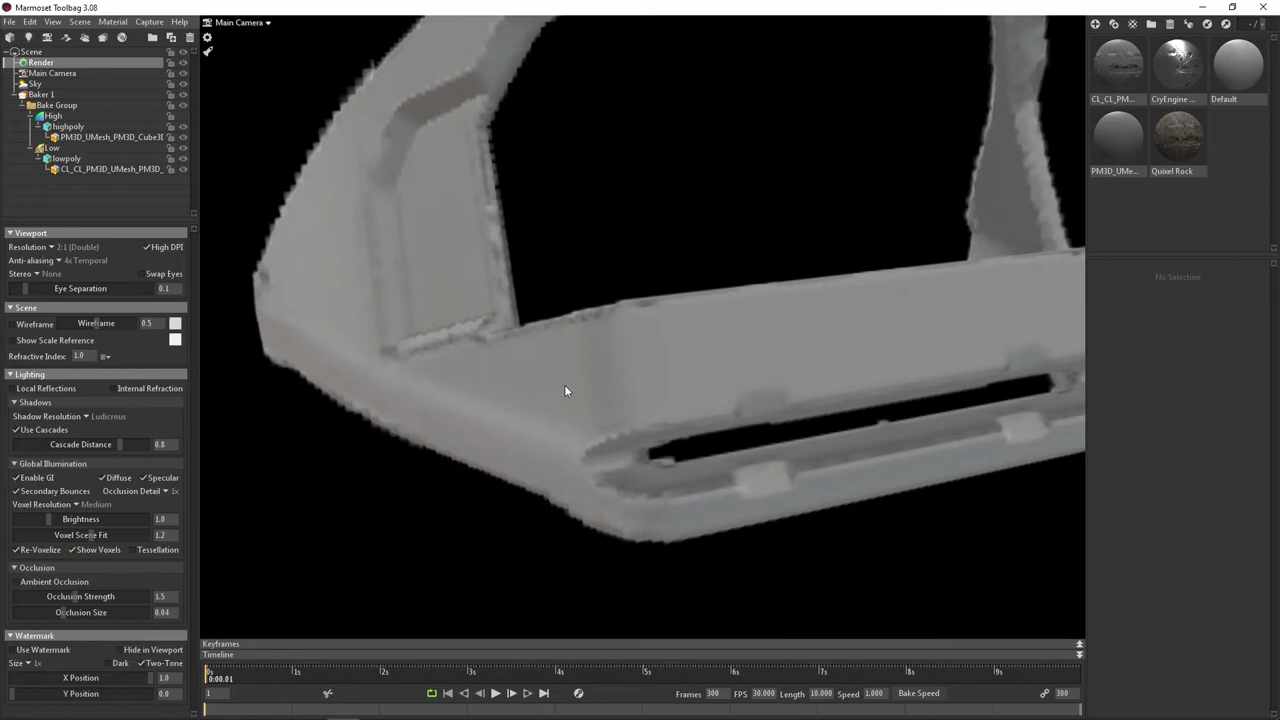 Marmoset Toolbag 3.08
File Edit View Scene Material Capture Help
Main Camera
Scene
Render
Main Camera
Sky
Baker 1
Bake Group
High
highpoly
PM3D_UMesh_PM3D_Cube3D
Low
lowpoly
CL_CL_PM3D_UMesh_PM3D_
Viewport
Resolution 2:1 (Double) High DPI
Anti-aliasing 4x Temporal
Stereo None Swap Eyes
Eye Separation 0.1
Scene
Wireframe Wireframe 0.5
Show Scale Reference
Refractive Index: 1.0
Lighting
Local Reflections Internal Refraction
Shadows
Shadow Resolution Ludicrous
Use Cascades
Cascade Distance 0.8
Global Illumination
Enable GI Diffuse Specular
Secondary Bounces Occlusion Detail 1x
Voxel Resolution Medium
Brightness 1.0
Voxel Scene Fit 1.2
Re-Voxelize Show Voxels Tessellation
Occlusion
Ambient Occlusion
Occlusion Strength 1.5
Occlusion Size 0.04
Watermark
Use Watermark Hide in Viewport
Size 1x Dark Two-Tone
X Position 1.0
Y Position 0.0
Keyframes
Timeline
0s 1s 2s 3s 4s 5s 6s 7s 8s 9s
0:00.01
1 Frames 300 FPS 30.000 Length 10.000 Speed 1.000 Bake Speed 300
- /
CL_CL_PM... CryEngine ... Default
PM3D_UMe... Quixel Rock
No Selection